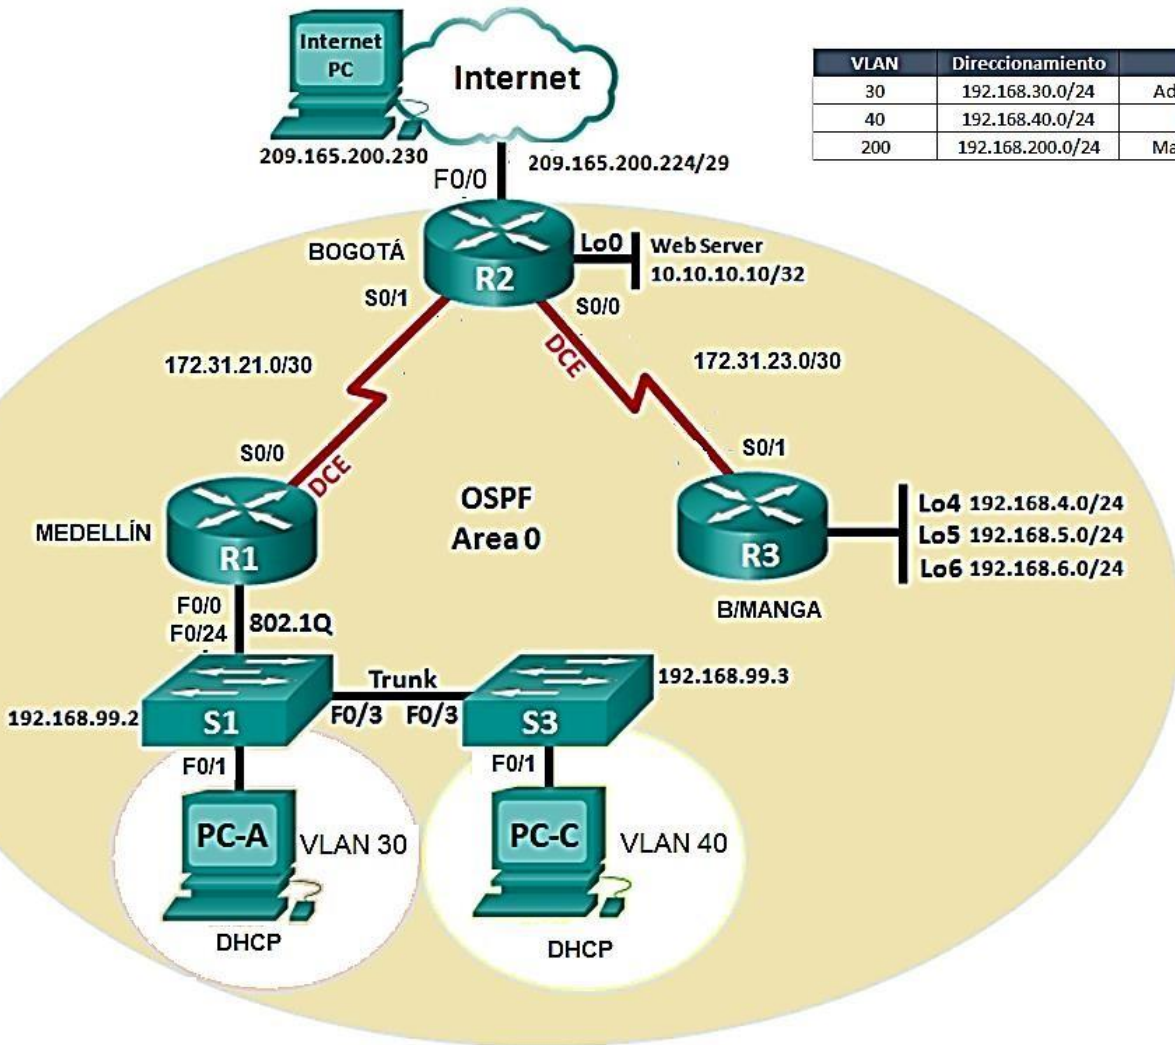 Internet
PC
Internet
209.165.200.230
209.165.200.224/29
F0/0
VLAN Direccionamiento
30 192.168.30.0/24 Ad
40 192.168.40.0/24
200 192.168.200.0/24 Ma
BOGOTÁ
R2
Lo0
Web Server
10.10.10.10/32
S0/1
S0/0
DCE
172.31.21.0/30
172.31.23.0/30
S0/0
DCE
S0/1
OSPF
Area 0
MEDELLÍN
R1
R3
B/MANGA
Lo4 192.168.4.0/24
Lo5 192.168.5.0/24
Lo6 192.168.6.0/24
F0/0
F0/24
802.1Q
Trunk
192.168.99.3
192.168.99.2
S1
F0/3
F0/3
S3
F0/1
F0/1
PC-A
VLAN 30
PC-C
VLAN 40
DHCP
DHCP